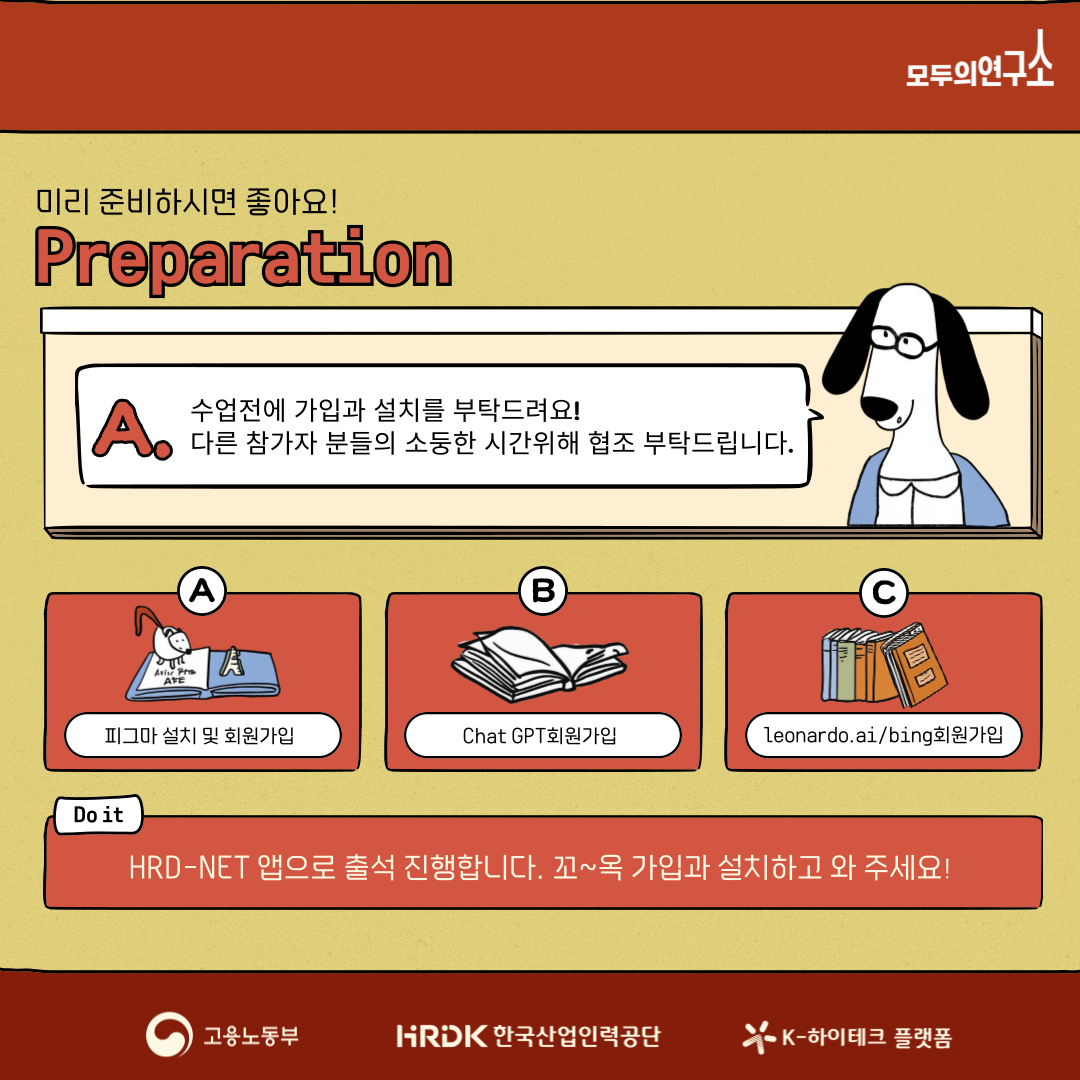 모두의연구소
미리 준비하시면 좋아요!
Preparation
A.
수업전에 가입과 설치를 부탁드려요!
다른 참가자 분들의 소둥한 시간위해 협조 부탁드립니다.
A
피그마 설치 및 회원가입
B
Chat GPT회원가입
C
leonardo.ai/bing회원가입
Do it
HRD-NET 앱으로 출석 진행합니다. 꼬~옥 가입과 설치하고 와 주세요!
고용노동부
HRDK 한국산업인력공단
K-하이테크 플랫폼